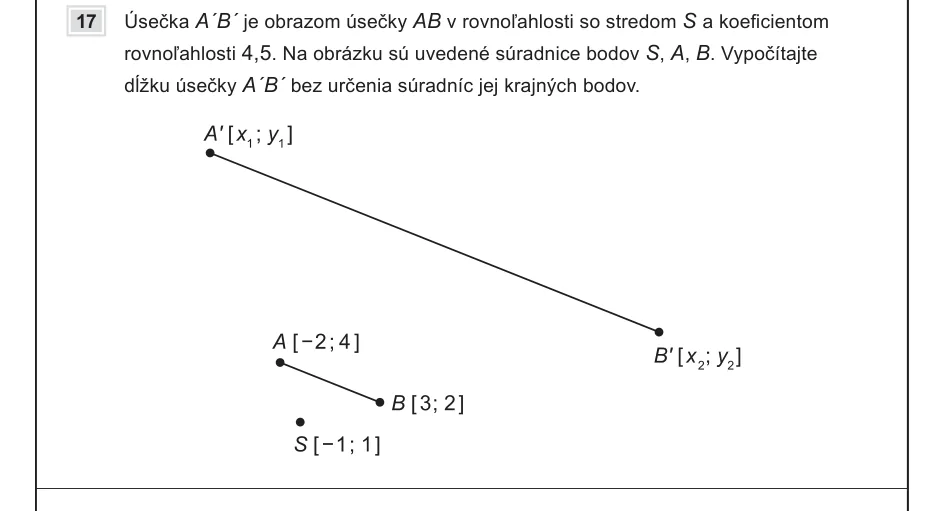 17 Úsečka A´B´ je obrazom úsečky AB v rovnoľahlosti so stredom S a koeficientom
rovnoľahlosti 4,5. Na obrázku sú uvedené súradnice bodov S, A, B. Vypočítajte
dĺžku úsečky A´B´ bez určenia súradníc jej krajných bodov.
A′[x₁; y₁]
A[−2;4]
B′[x₂; y₂]
B[3; 2]
S[−1; 1]